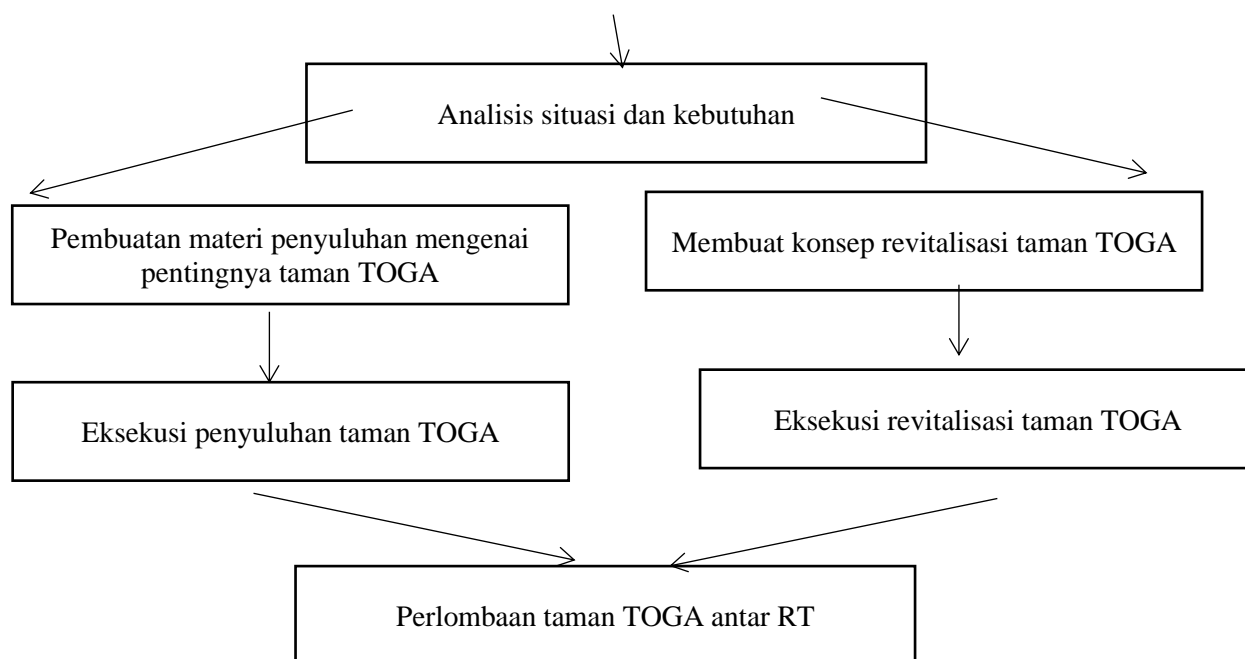 Analisis situasi dan kebutuhan
Pembuatan materi penyuluhan mengenai
pentingnya taman TOGA
Membuat konsep revitalisasi taman TOGA
Eksekusi penyuluhan taman TOGA
Eksekusi revitalisasi taman TOGA
Perlombaan taman TOGA antar RT